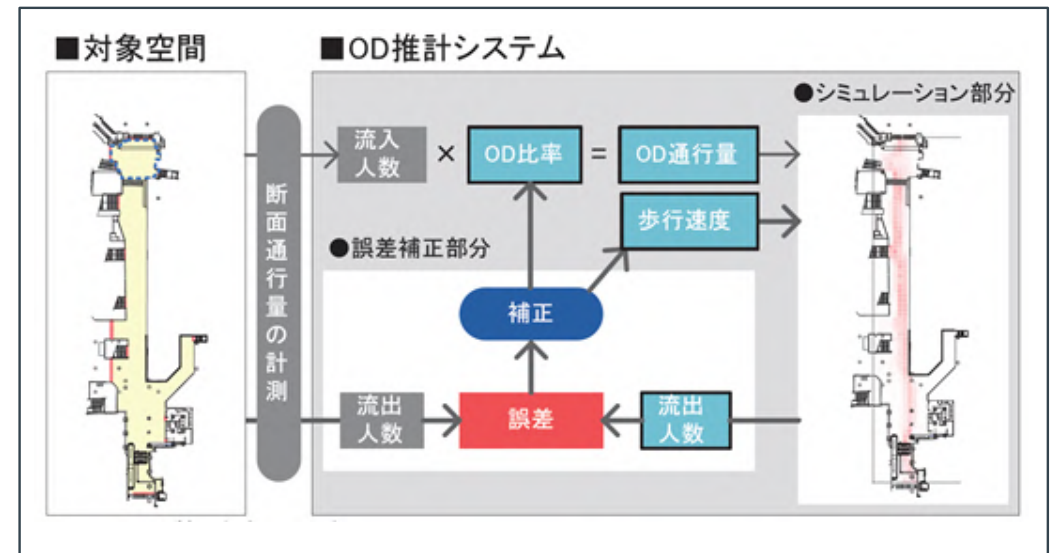 ■対象空間
■OD推計システム
●シミュレーション部分
断面通行量の計測
流入
人数
×
OD比率
=
OD通行量
歩行速度
●誤差補正部分
補正
流出
人数
誤差
流出
人数